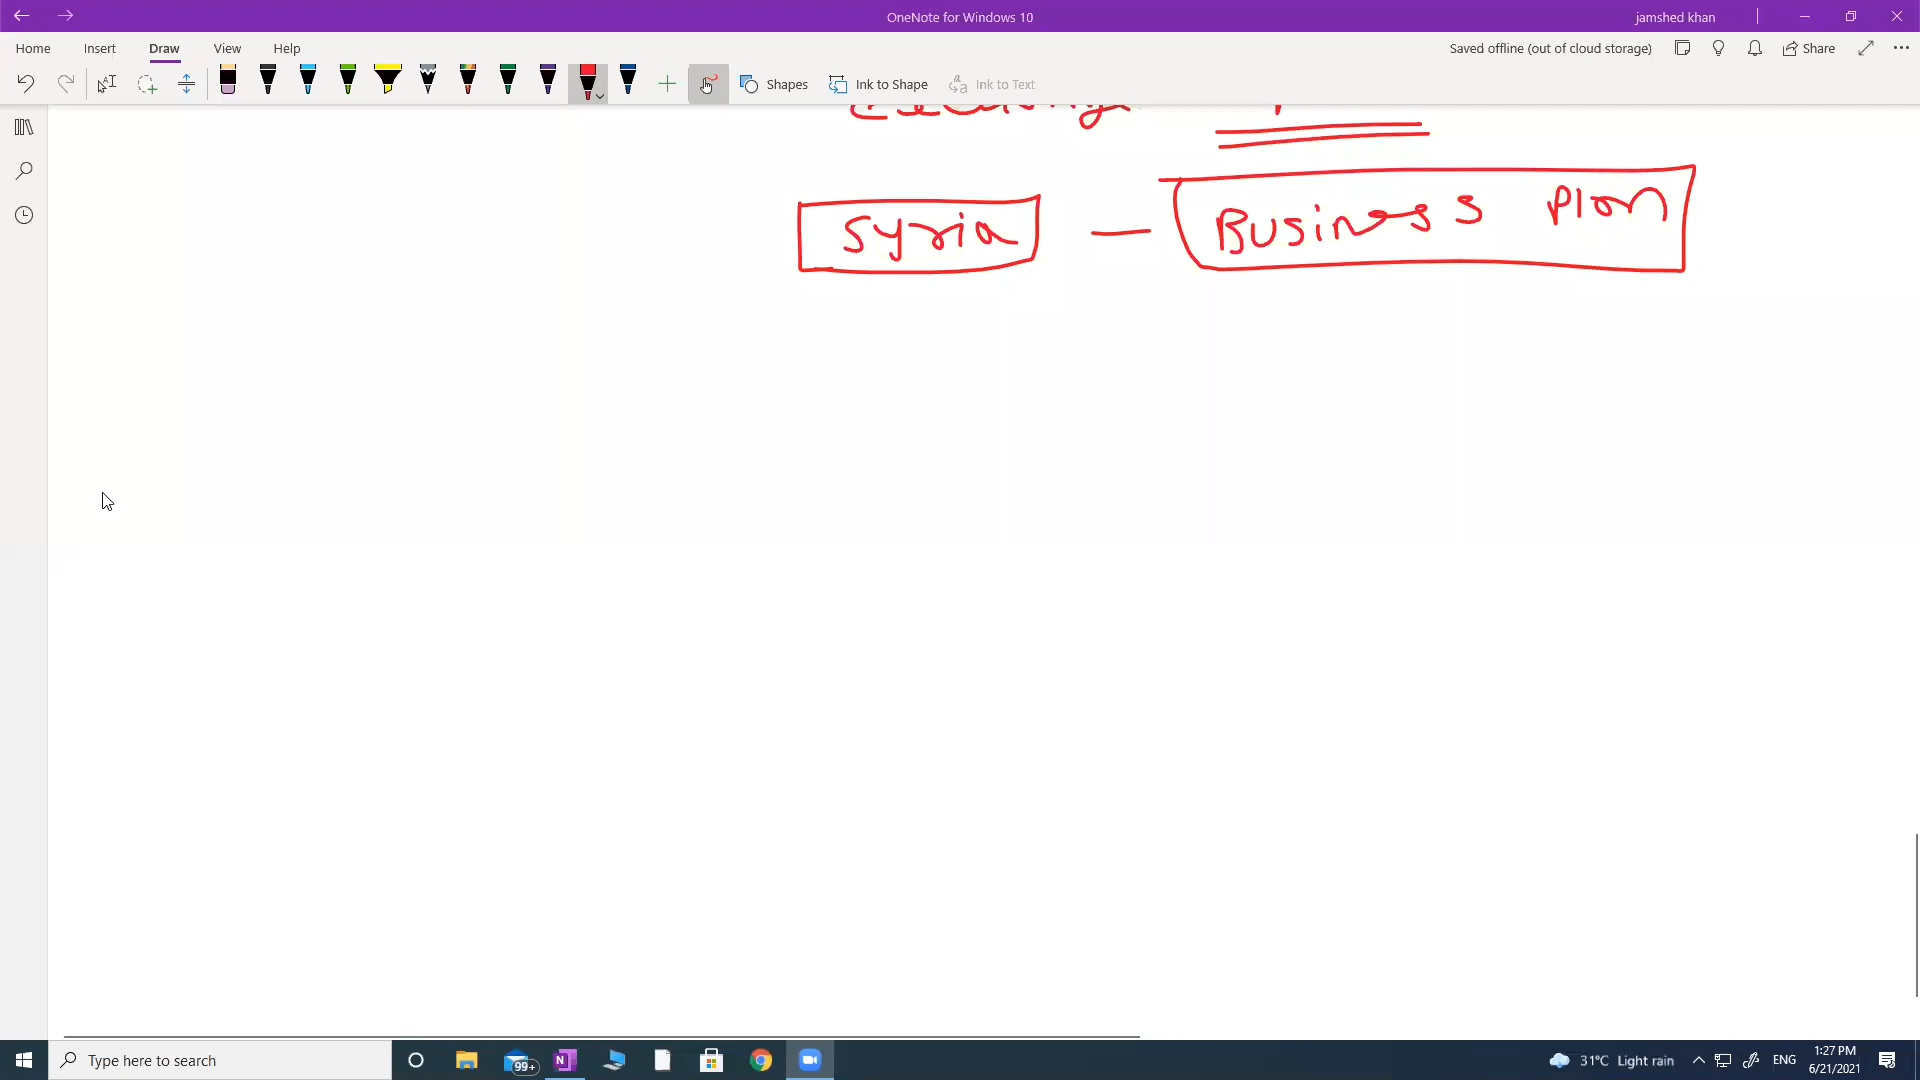 OneNote for Windows 10
jamshed khan
Home Insert Draw View Help
Saved offline (out of cloud storage)
Share
Shapes
Ink to Shape
Ink to Text
Syria — Business Plan
Type here to search
99+
N
31°C Light rain
ENG
1:27 PM
6/21/2021